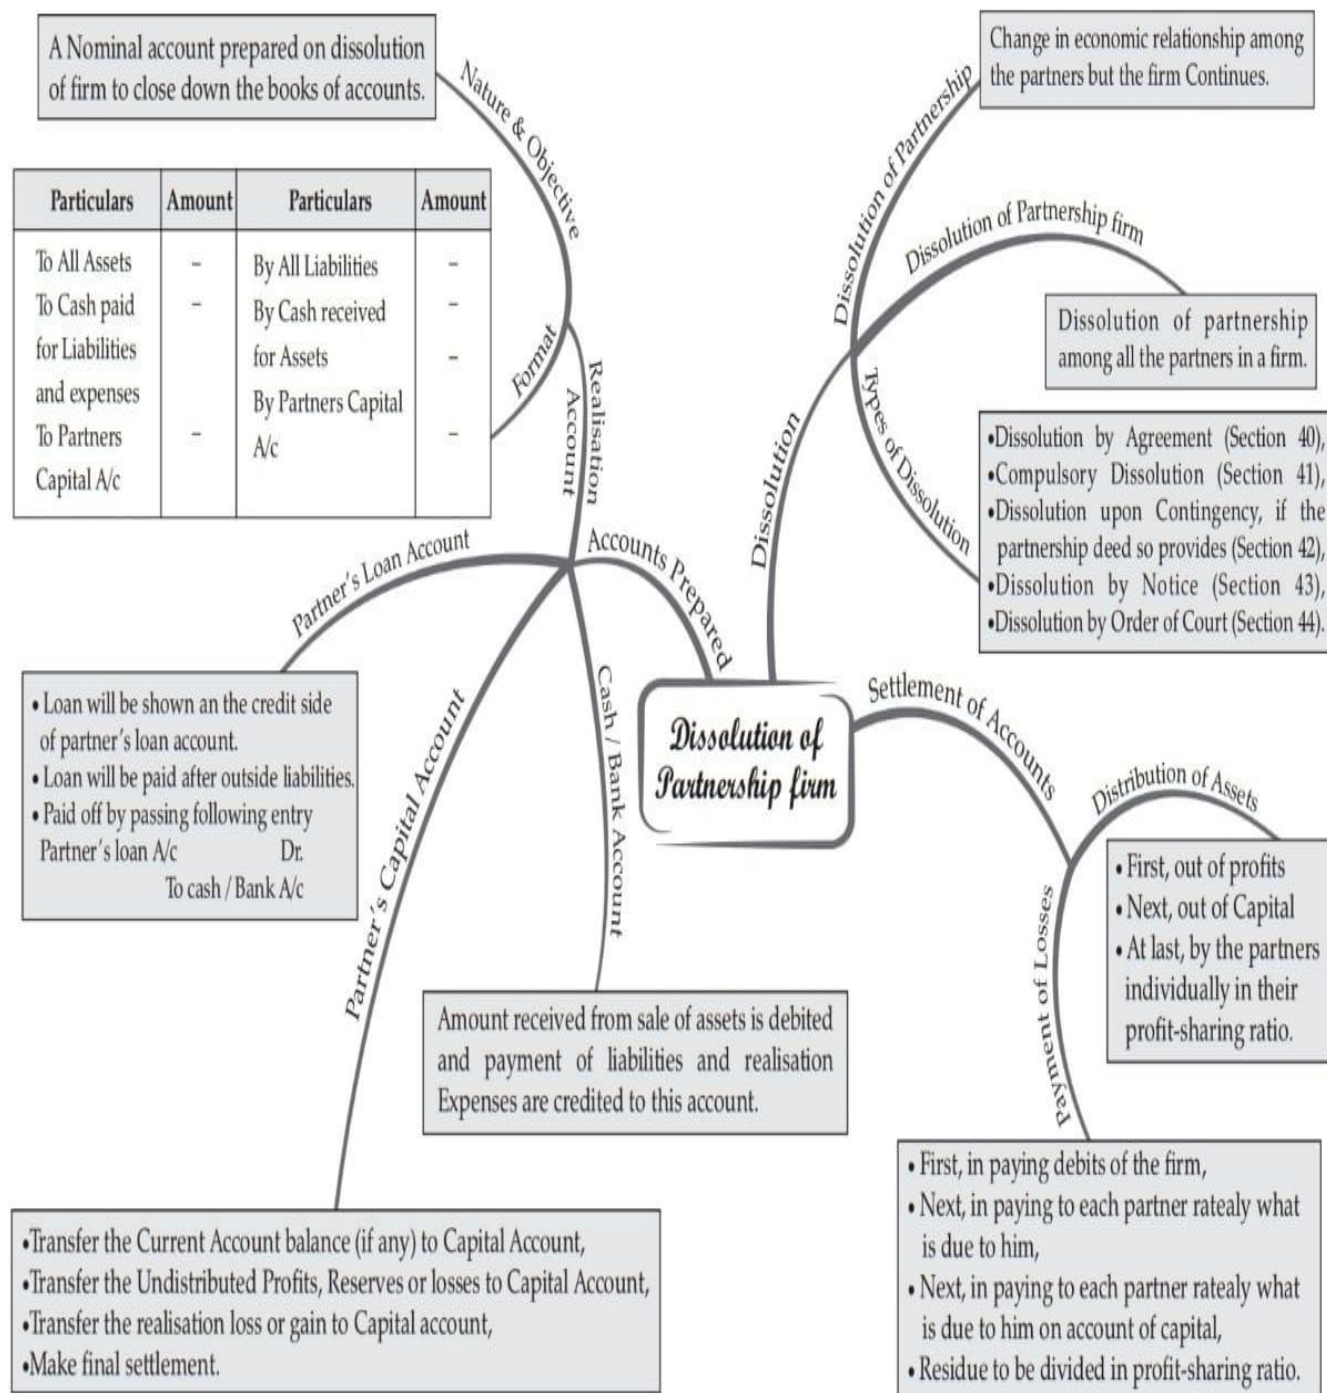 A Nominal account prepared on dissolution
of firm to close down the books of accounts.
Nature & Objective
Particulars Amount Particulars Amount
To All Assets – By All Liabilities –
To Cash paid – By Cash received –
for Liabilities for Assets –
and expenses By Partners Capital
To Partners – A/c –
Capital A/c
Format
Realisation
Account
Accounts Prepared
Partner's Loan Account
• Loan will be shown an the credit side
of partner's loan account.
• Loan will be paid after outside liabilities.
• Paid off by passing following entry
Partner's loan A/c Dr.
To cash / Bank A/c
Partner's Capital Account
•Transfer the Current Account balance (if any) to Capital Account,
•Transfer the Undistributed Profits, Reserves or losses to Capital Account,
•Transfer the realisation loss or gain to Capital account,
•Make final settlement.
Cash / Bank Account
Amount received from sale of assets is debited
and payment of liabilities and realisation
Expenses are credited to this account.
Dissolution of
Partnership firm
Dissolution
Dissolution of Partnership
Change in economic relationship among
the partners but the firm Continues.
Dissolution of Partnership firm
Dissolution of partnership
among all the partners in a firm.
Types of Dissolution
•Dissolution by Agreement (Section 40),
•Compulsory Dissolution (Section 41),
•Dissolution upon Contingency, if the
partnership deed so provides (Section 42),
•Dissolution by Notice (Section 43),
•Dissolution by Order of Court (Section 44).
Settlement of Accounts
Distribution of Assets
• First, out of profits
• Next, out of Capital
• At last, by the partners
individually in their
profit-sharing ratio.
Payment of Losses
• First, in paying debits of the firm,
• Next, in paying to each partner ratealy what
is due to him,
• Next, in paying to each partner ratealy what
is due to him on account of capital,
• Residue to be divided in profit-sharing ratio.